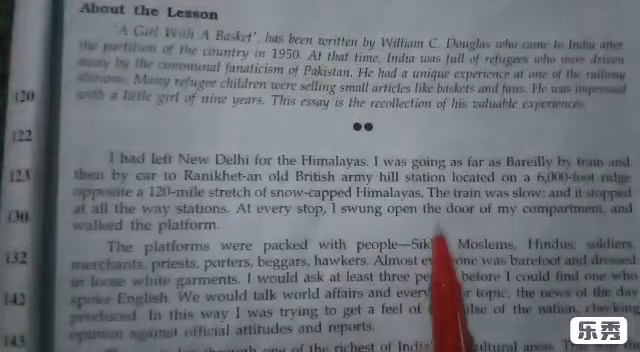 About the Lesson
'A Girl With A Basket', has been written by William C. Douglas who came to India after
the partition of the country in 1950. At that time, India was full of refugees who were driven
away by the communal fanaticism of Pakistan. He had a unique experience at one of the railway
stations. Many refugee children were selling small articles like baskets and fans. He was impressed
with a little girl of nine years. This essay is the recollection of his valuable experiences
120
122
I had left New Delhi for the Himalayas. I was going as far as Bareilly by train and
123 then by car to Ranikhet-an old British army hill station located on a 6,000-foot ridge
opposite a 120-mile stretch of snow-capped Himalayas. The train was slow; and it stopped
130 at all the way stations. At every stop, I swung open the door of my compartment, and
walked the platform.
The platforms were packed with people—Moslems, Hindus; soldiers,
132 merchants, priests, porters, beggars, hawkers. Almost was barefoot and dressed
in loose white garments. I would ask at least three before I could find one who
142 spoke English. We would talk world affairs and topic, the news of the day
produced. In this way I was trying to get a feel of of the nation, checking
opinion against official attitudes and reports.
143 one of the richest of areas.
乐秀